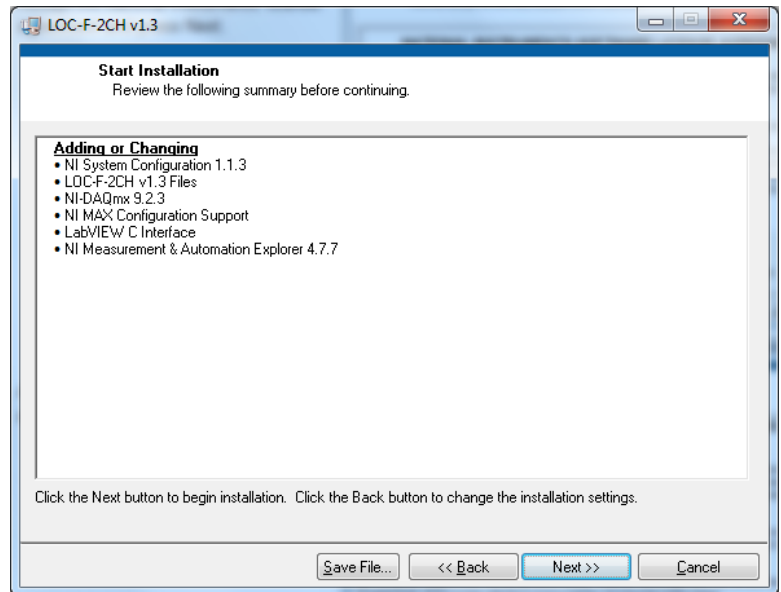 LOC-F-2CH v1.3
Start Installation
Review the following summary before continuing.
Adding or Changing
• NI System Configuration 1.1.3
• LOC-F-2CH v1.3 Files
• NI-DAQmx 9.2.3
• NI MAX Configuration Support
• LabVIEW C Interface
• NI Measurement & Automation Explorer 4.7.7
Click the Next button to begin installation.  Click the Back button to change the installation settings.
Save File... << Back Next >> Cancel